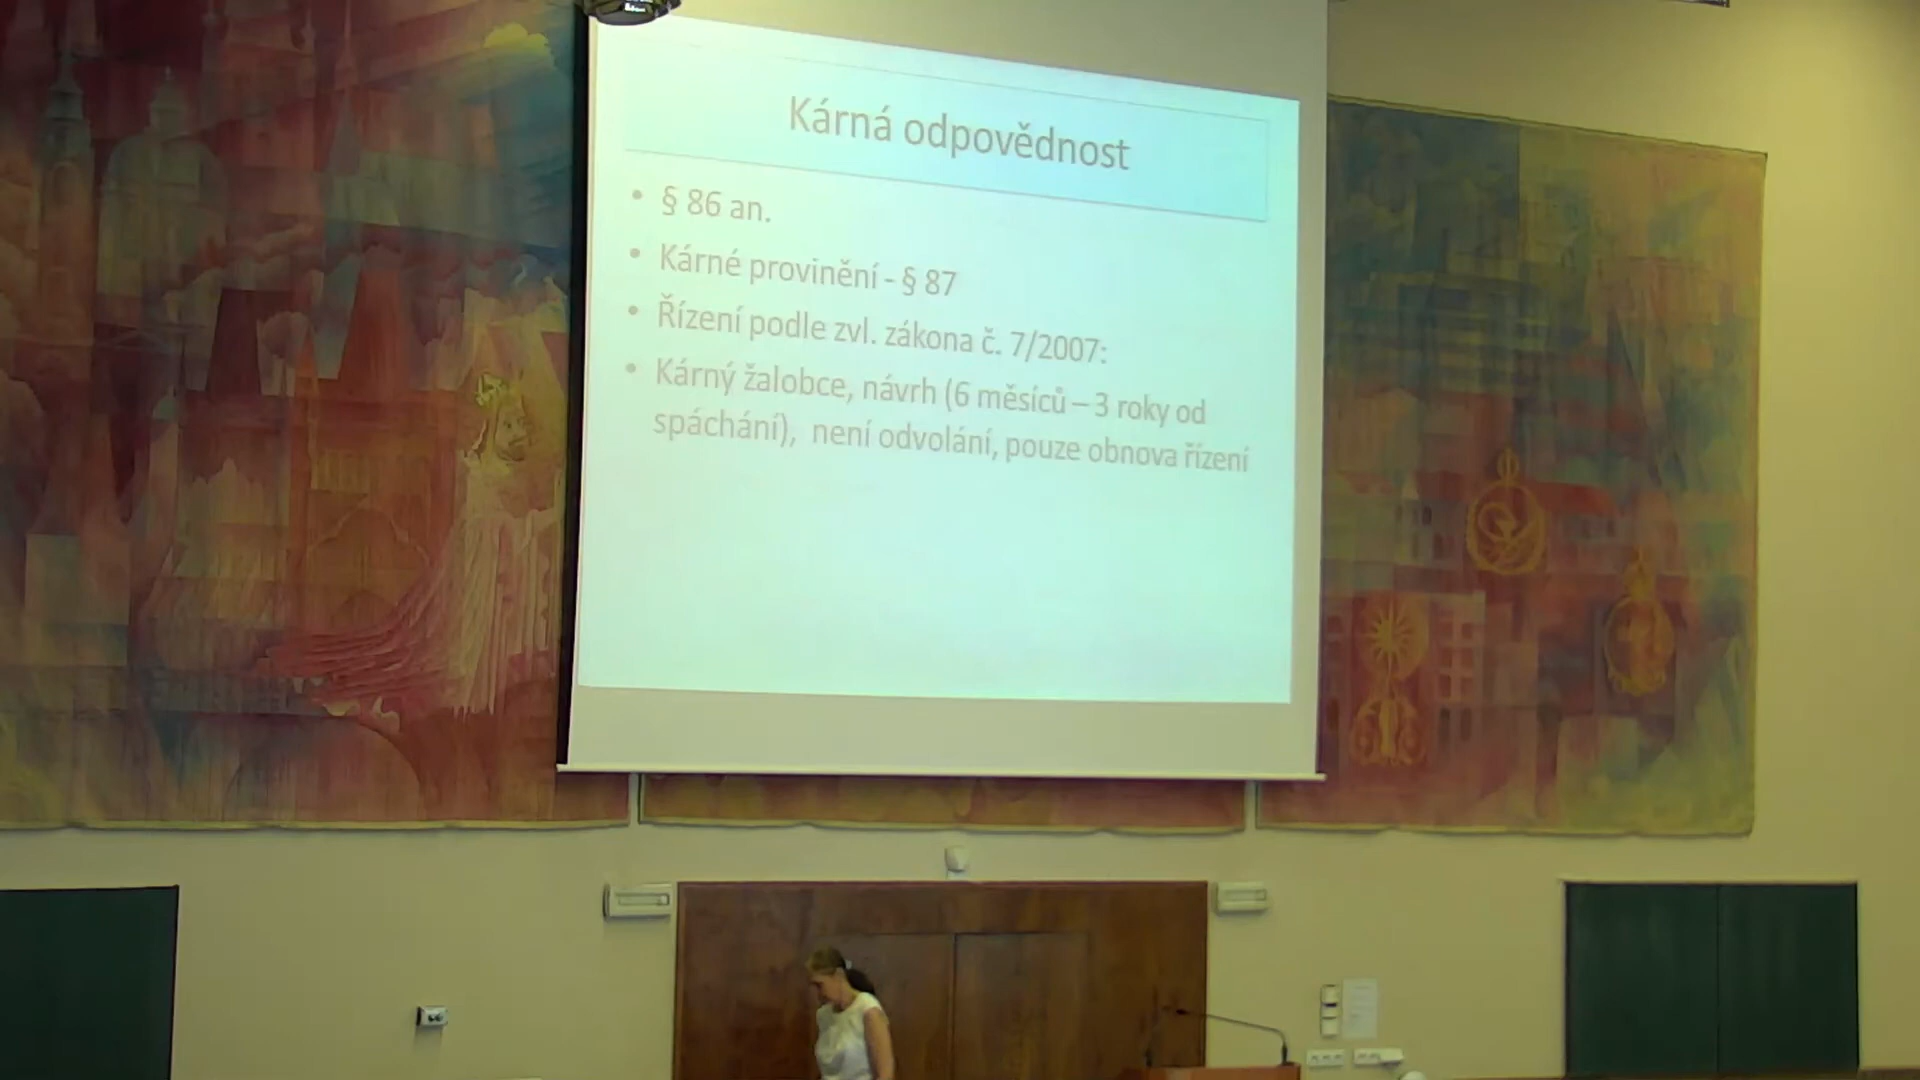 Kárná odpovědnost
• § 86 an.
• Kárné provinění - § 87
• Řízení podle zvl. zákona č. 7/2007:
• Kárný žalobce, návrh (6 měsíců – 3 roky od
spáchání), není odvolání, pouze obnova řízení